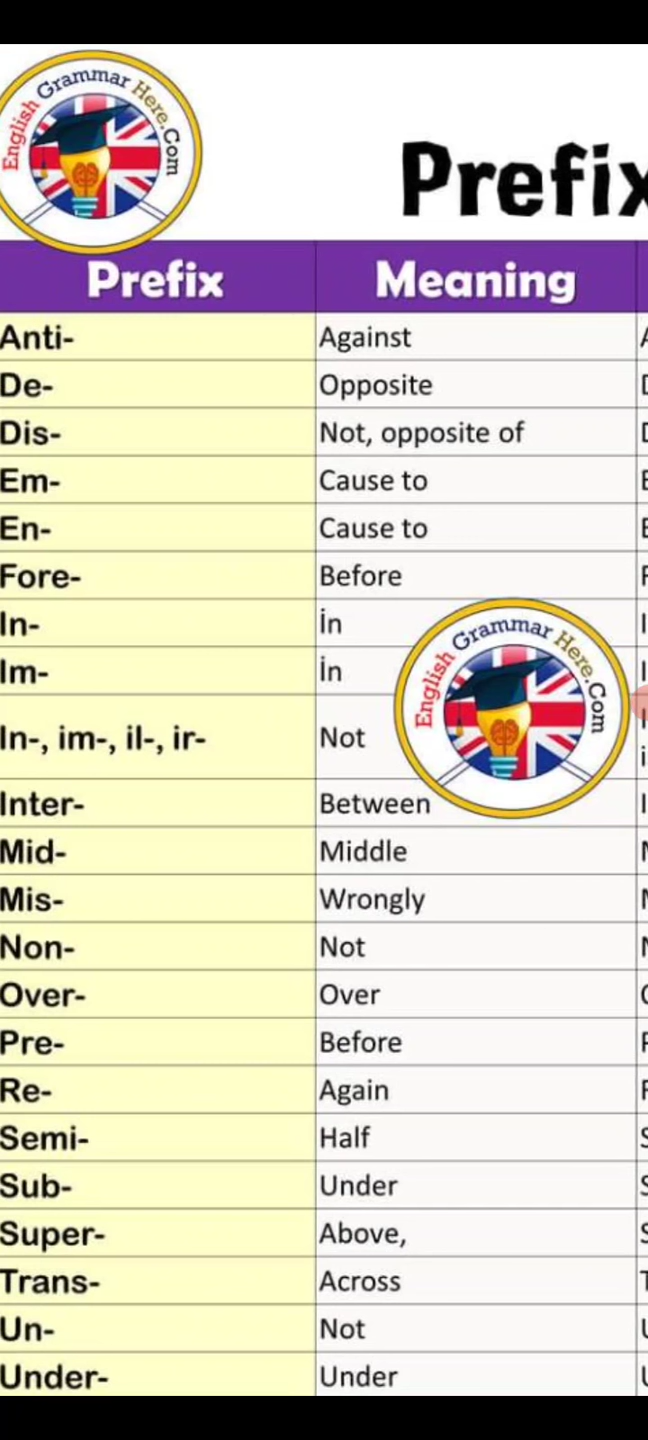 English Grammar Here.Com
Prefix
Prefix Meaning
Anti- Against
De- Opposite
Dis- Not, opposite of
Em- Cause to
En- Cause to
Fore- Before
In- İn
Im- İn
English Grammar Here.Com
In-, im-, il-, ir- Not
Inter- Between
Mid- Middle
Mis- Wrongly
Non- Not
Over- Over
Pre- Before
Re- Again
Semi- Half
Sub- Under
Super- Above,
Trans- Across
Un- Not
Under- Under